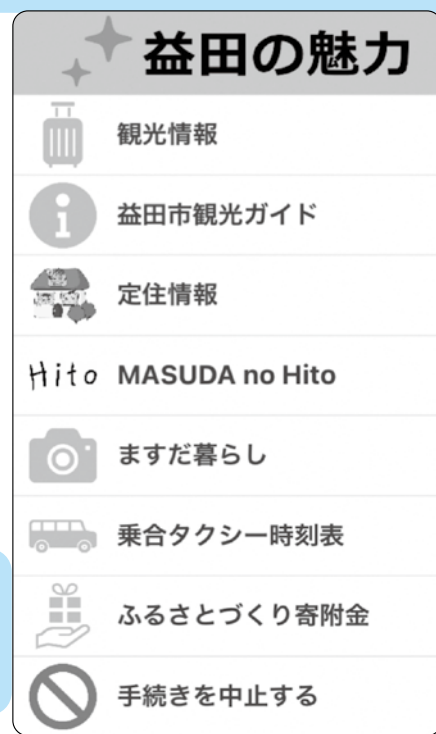 益田の魅力
観光情報
益田市観光ガイド
定住情報
Hito MASUDA no Hito
ますだ暮らし
乗合タクシー時刻表
ふるさとづくり寄附金
手続きを中止する